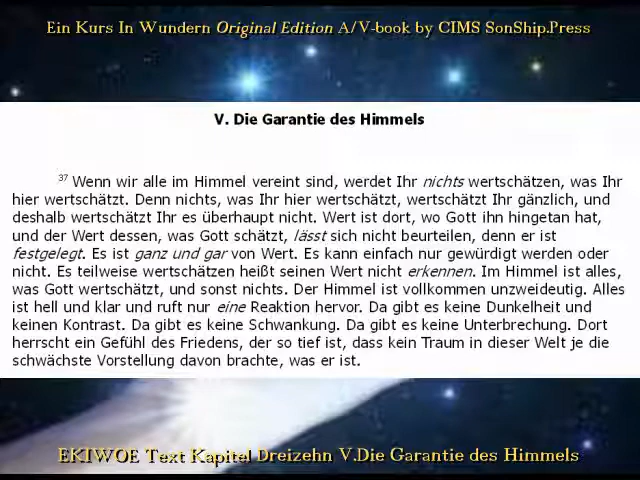 Ein Kurs In Wundern Original Edition A/V-book by CIMS SonShip.Press
V. Die Garantie des Himmels
37 Wenn wir alle im Himmel vereint sind, werdet Ihr nichts wertschätzen, was Ihr
hier wertschätzt. Denn nichts, was Ihr hier wertschätzt, wertschätzt Ihr gänzlich, und
deshalb wertschätzt Ihr es überhaupt nicht. Wert ist dort, wo Gott ihn hingetan hat,
und der Wert dessen, was Gott schätzt, lässt sich nicht beurteilen, denn er ist
festgelegt. Es ist ganz und gar von Wert. Es kann einfach nur gewürdigt werden oder
nicht. Es teilweise wertschätzen heißt seinen Wert nicht erkennen. Im Himmel ist alles,
was Gott wertschätzt, und sonst nichts. Der Himmel ist vollkommen unzweideutig. Alles
ist hell und klar und ruft nur eine Reaktion hervor. Da gibt es keine Dunkelheit und
keinen Kontrast. Da gibt es keine Schwankung. Da gibt es keine Unterbrechung. Dort
herrscht ein Gefühl des Friedens, der so tief ist, dass kein Traum in dieser Welt je die
schwächste Vorstellung davon brachte, was er ist.
EKIWOE Text Kapitel Dreizehn V.Die Garantie des Himmels